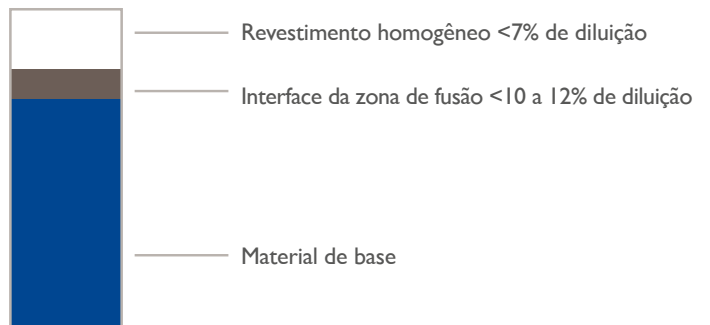 Revestimento homogêneo <7% de diluição
Interface da zona de fusão <10 a 12% de diluição
Material de base